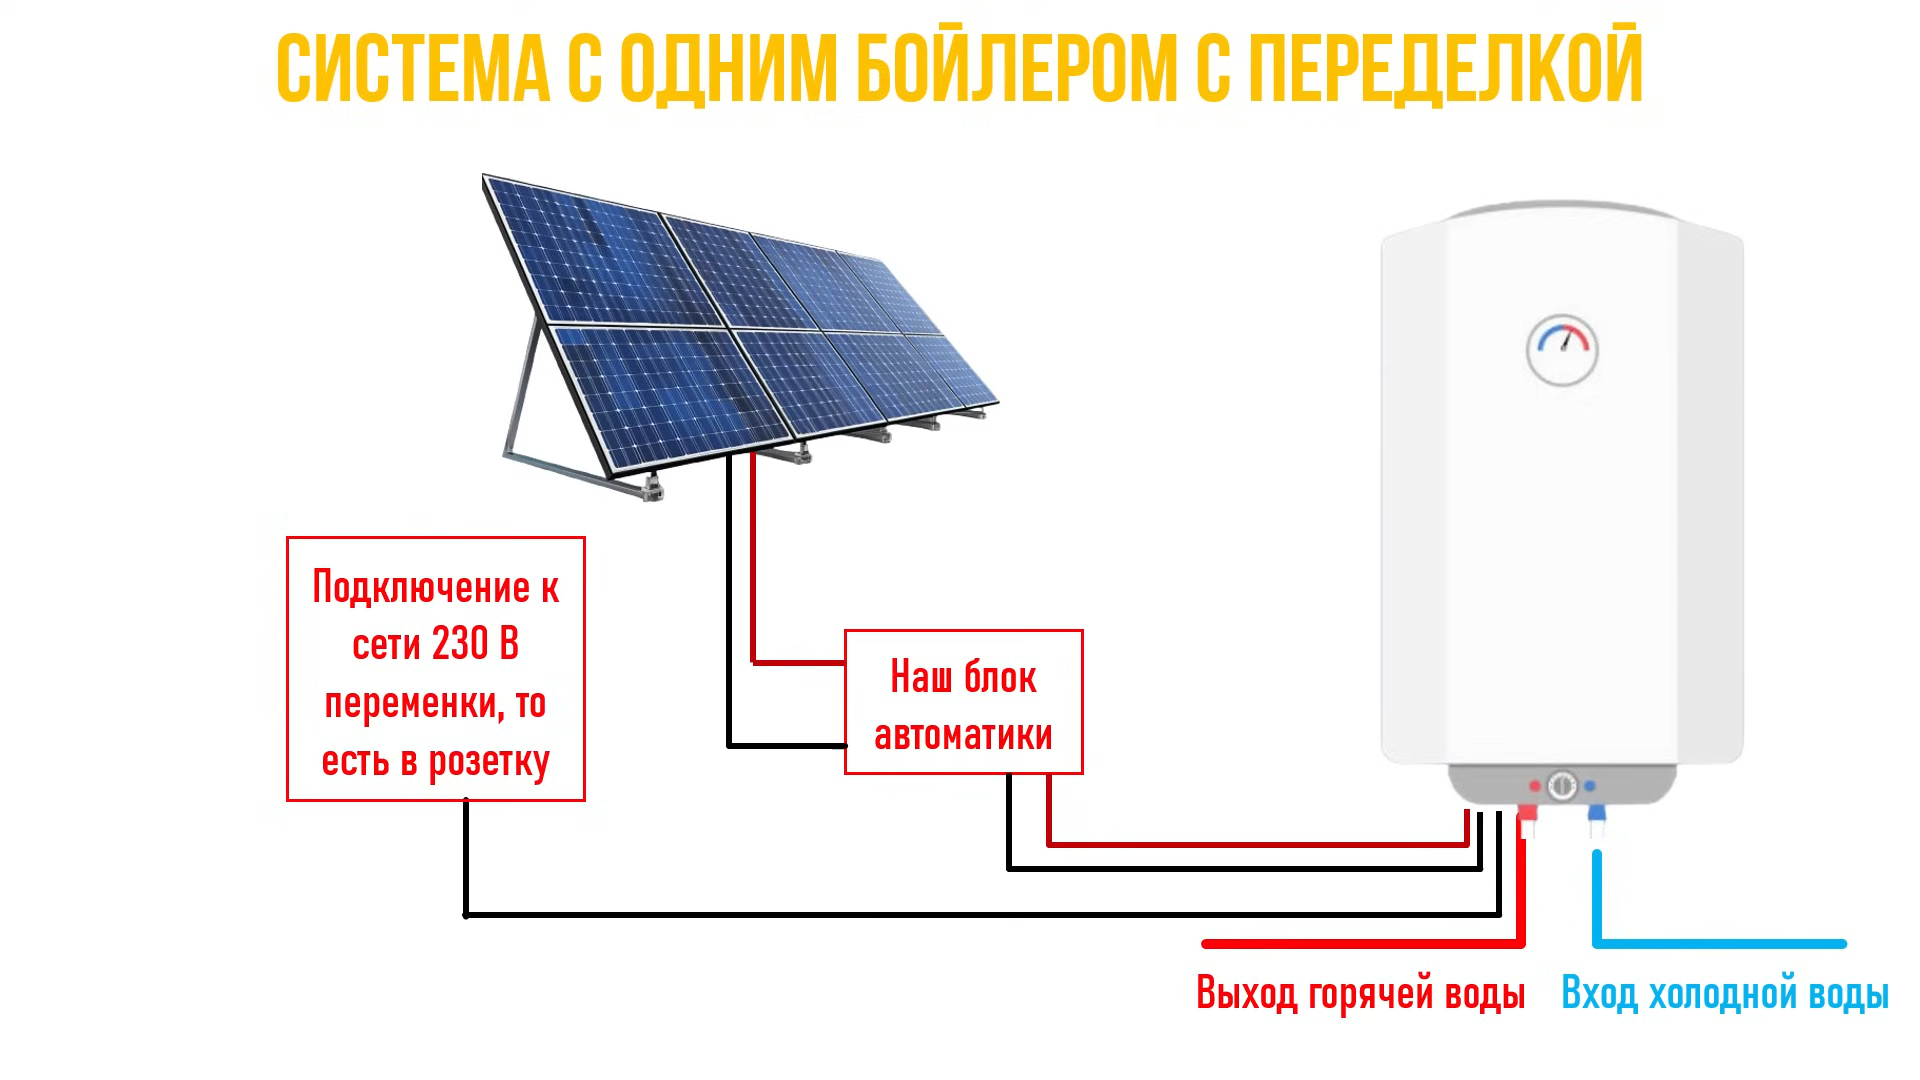 СИСТЕМА С ОДНИМ БОЙЛЕРОМ С ПЕРЕДЕЛКОЙ
Подключение к
сети 230 В
переменки, то
есть в розетку
Наш блок
автоматики
Выход горячей воды
Вход холодной воды